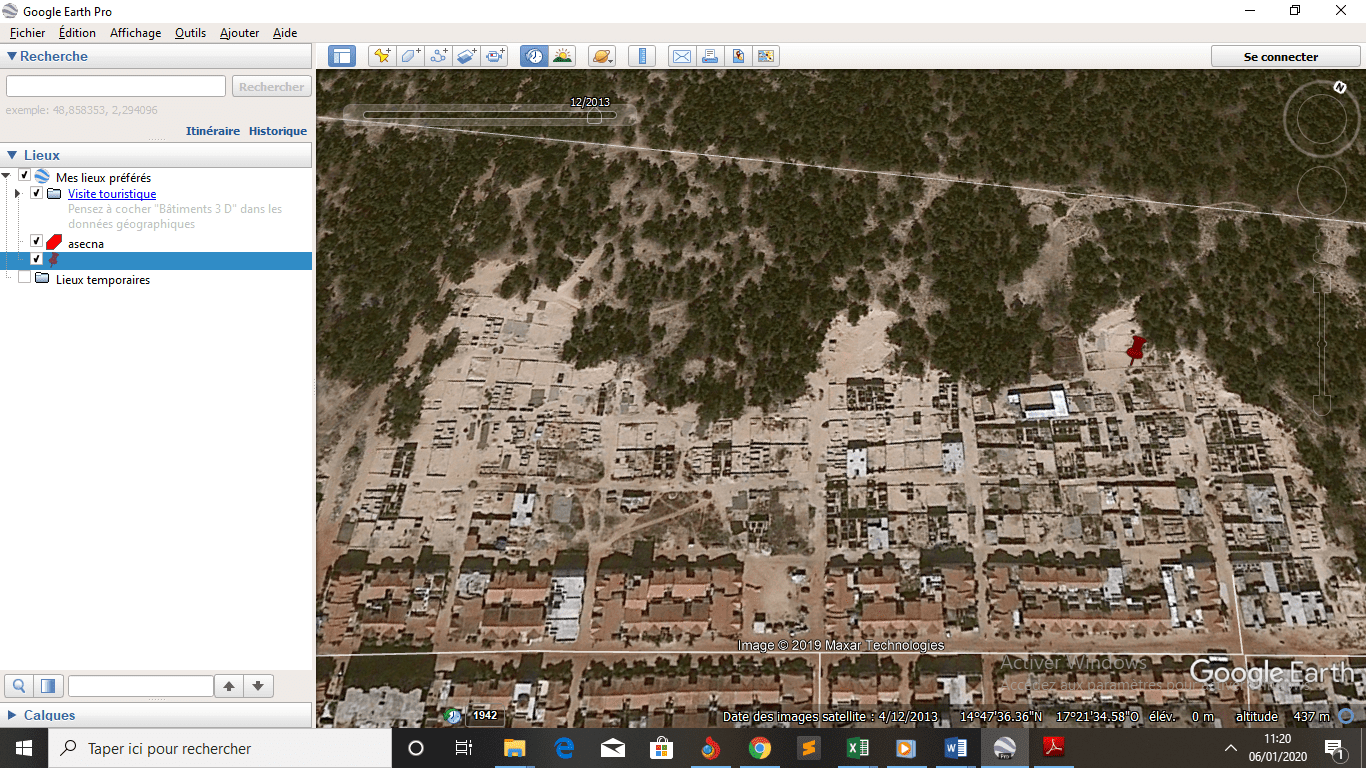 Google Earth Pro
Fichier Édition Affichage Outils Ajouter Aide
Recherche
Se connecter
Rechercher
exemple: 48,858353, 2,294096
Itinéraire Historique
12/2013
N
Lieux
Mes lieux préférés
Visite touristique
Pensez à cocher "Bâtiments 3 D" dans les
données géographiques
asecna
Lieux temporaires
Image © 2019 Maxar Technologies
Activer Windows
Accédez aux paramètres pour
Google Earth
Calques
1942
Date des images satellite : 4/12/2013 14°47'36.36"N 17°21'34.58"O élév. 0 m altitude 437 m
Taper ici pour rechercher
Pro
11:20
06/01/2020
1